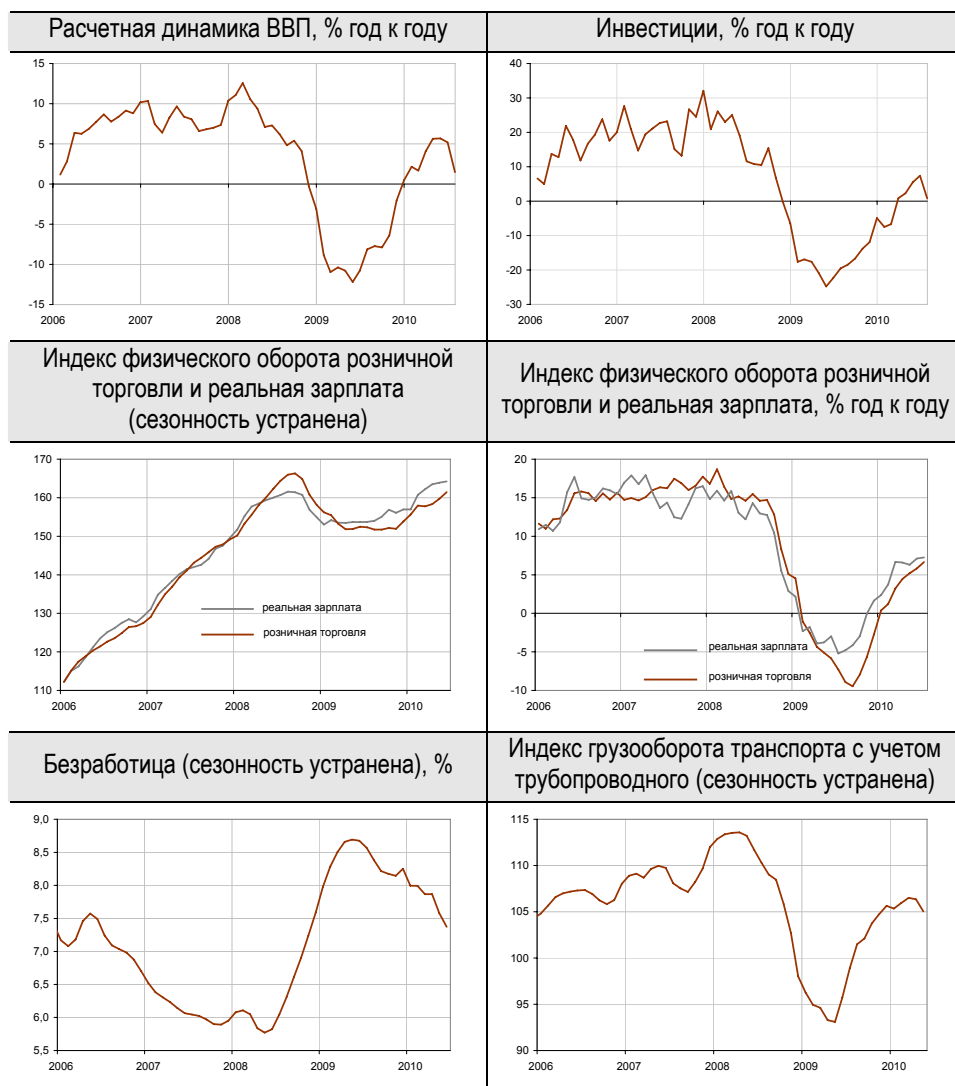 Расчетная динамика ВВП, % год к году
15
10
5
0
-5
-10
-15
2006 2007 2008 2009 2010
Инвестиции, % год к году
40
30
20
10
0
-10
-20
-30
2006 2007 2008 2009 2010
Индекс физического оборота розничной
торговли и реальная зарплата
(сезонность устранена)
170
160
150
140
130
120
110
реальная зарплата
розничная торговля
2006 2007 2008 2009 2010
Индекс физического оборота розничной
торговли и реальная зарплата, % год к году
20
15
10
5
0
-5
-10
реальная зарплата
розничная торговля
2006 2007 2008 2009 2010
Безработица (сезонность устранена), %
9,0
8,5
8,0
7,5
7,0
6,5
6,0
5,5
2006 2007 2008 2009 2010
Индекс грузооборота транспорта с учетом
трубопроводного (сезонность устранена)
115
110
105
100
95
90
2006 2007 2008 2009 2010